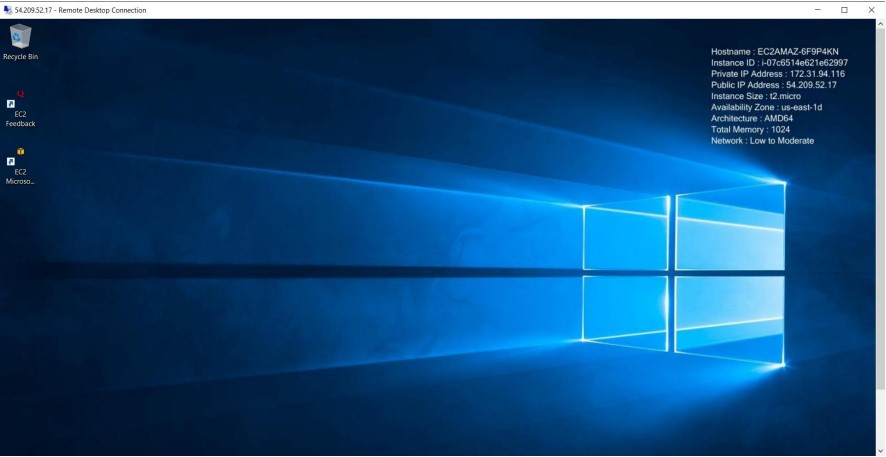 54.209.52.17 - Remote Desktop Connection
Recycle Bin
EC2
Feedback
EC2
Microso...
Hostname : EC2AMAZ-6F9P4KN
Instance ID : i-07c6514e621e62997
Private IP Address : 172.31.94.116
Public IP Address : 54.209.52.17
Instance Size : t2.micro
Availability Zone : us-east-1d
Architecture : AMD64
Total Memory : 1024
Network : Low to Moderate